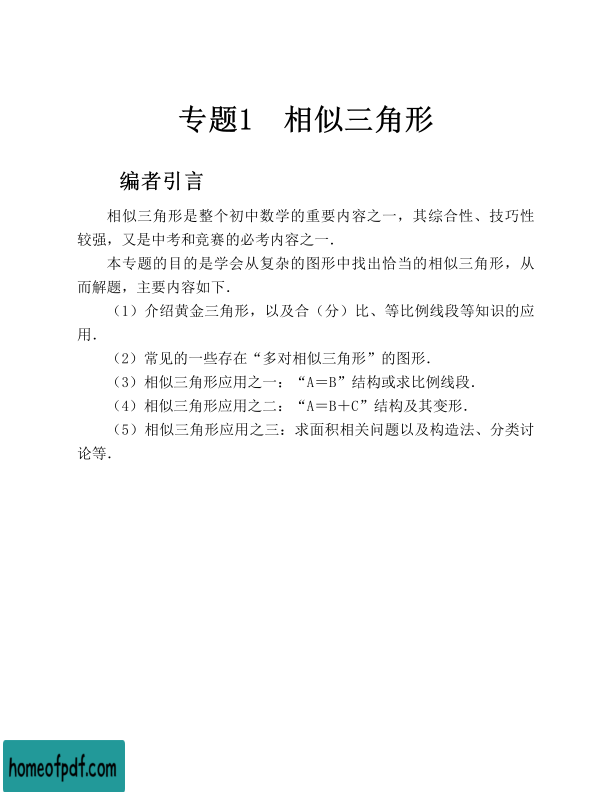 专题1　相似三角形
编者引言
相似三角形是整个初中数学的重要内容之一，其综合性、技巧性
较强，又是中考和竞赛的必考内容之一．
本专题的目的是学会从复杂的图形中找出恰当的相似三角形，从
而解题，主要内容如下．
（1）介绍黄金三角形，以及合（分）比、等比例线段等知识的应
用．
（2）常见的一些存在“多对相似三角形”的图形．
（3）相似三角形应用之一：“A＝B”结构或求比例线段．
（4）相似三角形应用之二：“A＝B＋C”结构及其变形．
（5）相似三角形应用之三：求面积相关问题以及构造法、分类讨
论等．
homeofpdf.com